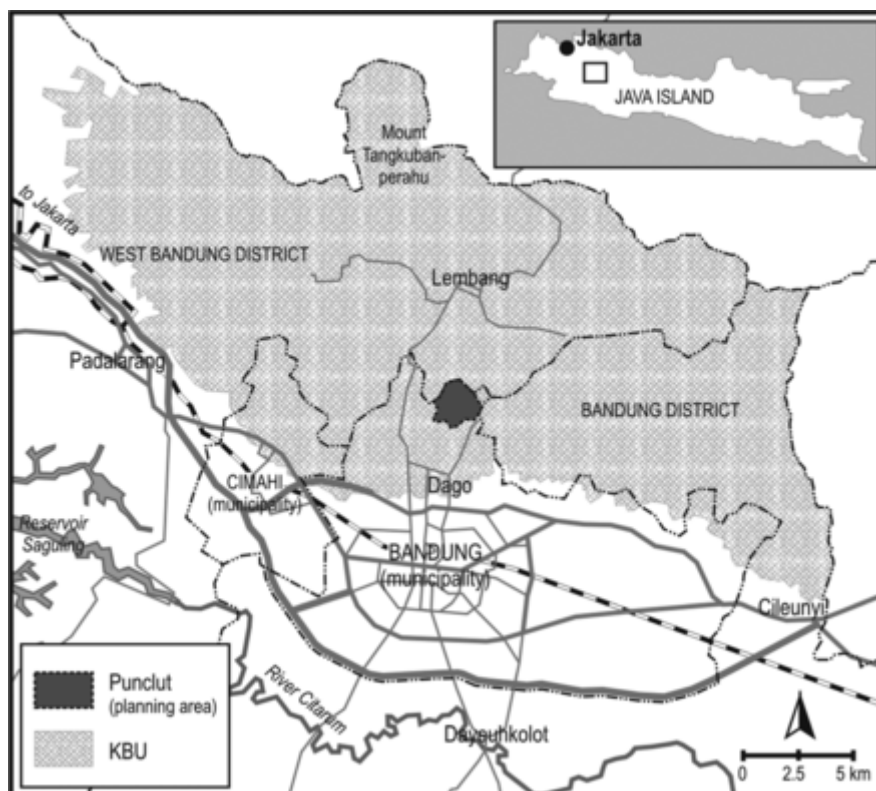 Jakarta
JAVA ISLAND
Mount
Tangkuban-
perahu
to Jakarta
WEST BANDUNG DISTRICT
Lembang
Padalarang
BANDUNG DISTRICT
CIMAHI
(municipality)
Dago
Reservoir
Saguling
BANDUNG
(municipality)
Cileunyi
River Citarum
Dayeuhkolot
Punclut
(planning area)
KBU
0 2.5 5 km